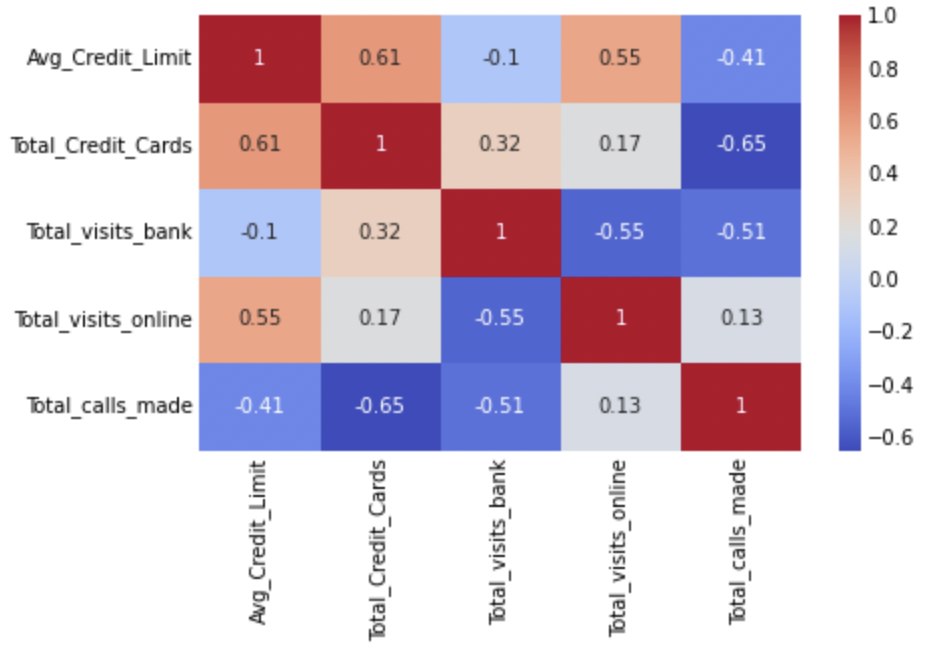 Avg_Credit_Limit 1 0.61 -0.1 0.55 -0.41
Total_Credit_Cards 0.61 1 0.32 0.17 -0.65
Total_visits_bank -0.1 0.32 1 -0.55 -0.51
Total_visits_online 0.55 0.17 -0.55 1 0.13
Total_calls_made -0.41 -0.65 -0.51 0.13 1
Avg_Credit_Limit
Total_Credit_Cards
Total_visits_bank
Total_visits_online
Total_calls_made
1.0
0.8
0.6
0.4
0.2
0.0
−0.2
−0.4
−0.6